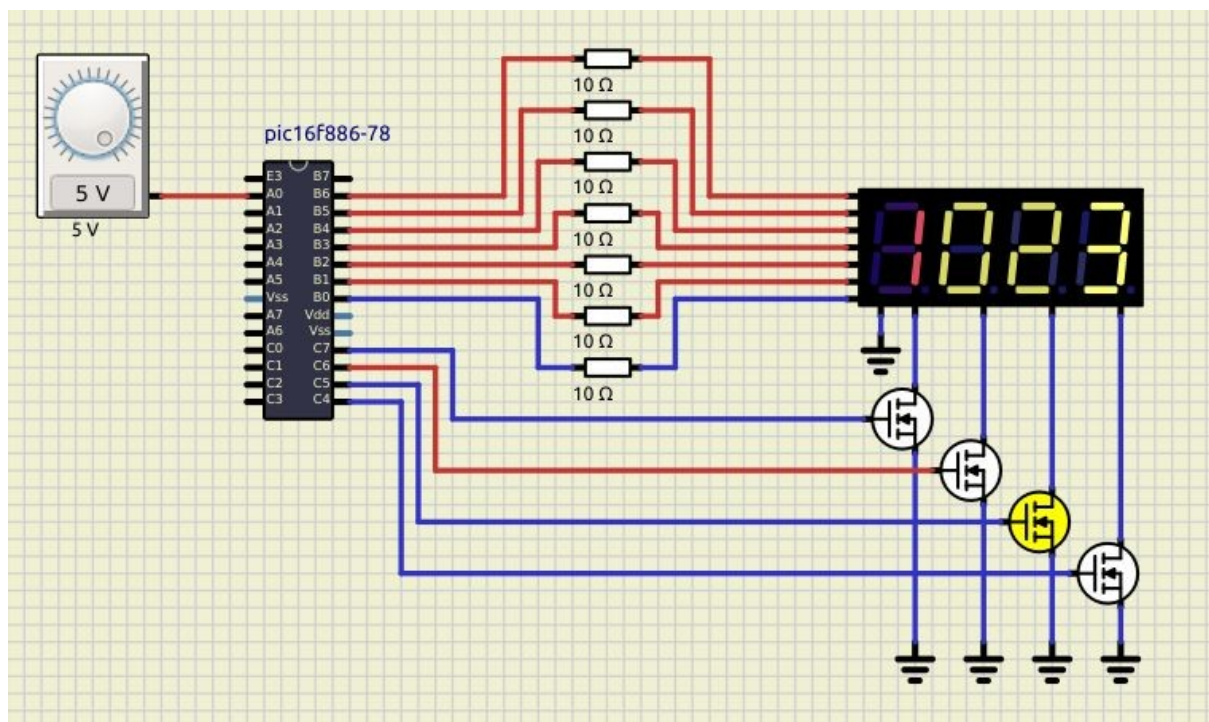 5 V
5 V
pic16f886-78
E3 B7
A0 B6
A1 B5
A2 B4
A3 B3
A4 B2
A5 B1
Vss B0
A7 Vdd
A6 Vss
C0 C7
C1 C6
C2 C5
C3 C4
10 Ω
10 Ω
10 Ω
10 Ω
10 Ω
10 Ω
10 Ω
1023